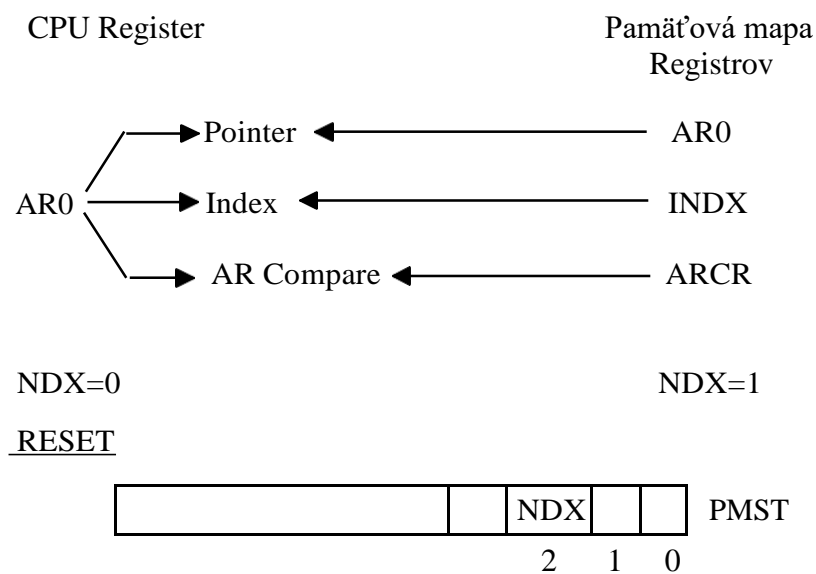 CPU Register
Pamäťová mapa
Registrov
Pointer
AR0
AR0
Index
INDX
AR Compare
ARCR
NDX=0
NDX=1
RESET
NDX
PMST
2 1 0